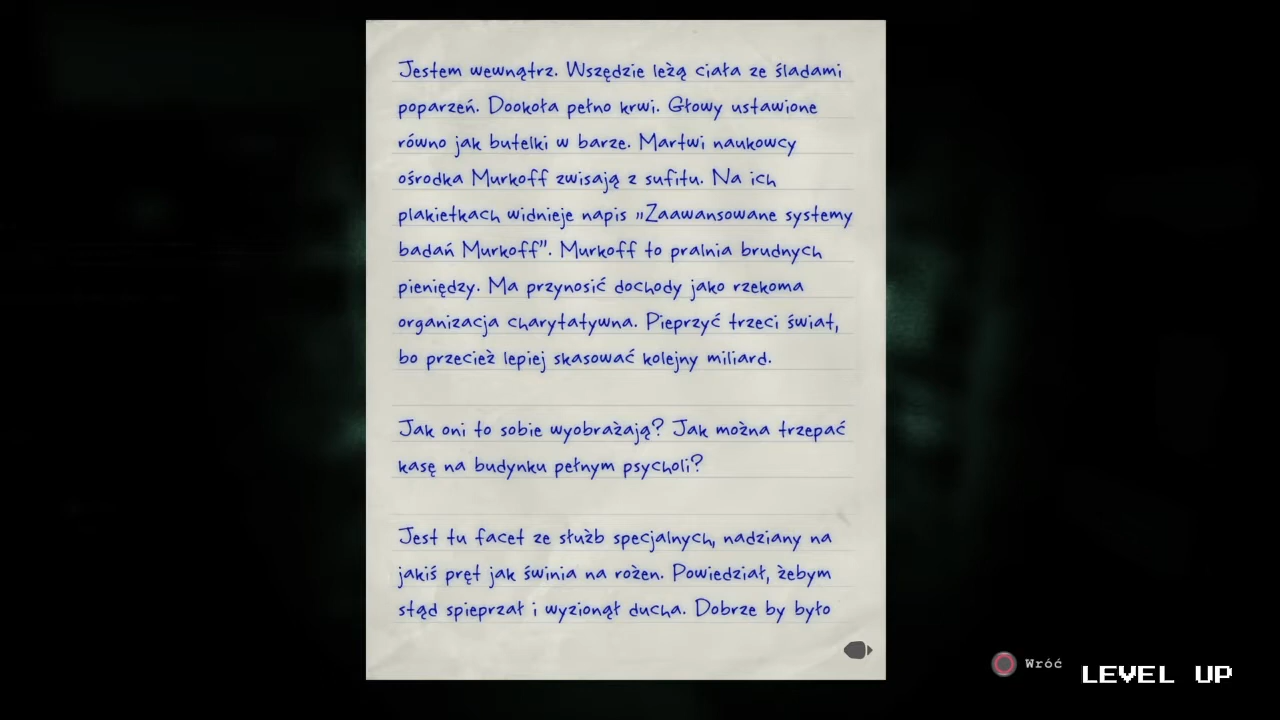 Jestem wewnątrz. Wszędzie leżą ciała ze śladami
poparzeń. Dookoła pełno krwi. Głowy ustawione
równo jak butelki w barze. Martwi naukowcy
ośrodka Murkoff zwisają z sufitu. Na ich
plakietkach widnieje napis „Zaawansowane systemy
badań Murkoff”. Murkoff to pralnia brudnych
pieniędzy. Ma przynosić dochody jako rzekoma
organizacja charytatywna. Pieprzyć trzeci świat,
bo przecież lepiej skasować kolejny miliard.
Jak oni to sobie wyobrażają? Jak można trzepać
kasę na budynku pełnym psycholi?
Jest tu facet ze służb specjalnych, nadziany na
jakiś pręt jak świnia na rożen. Powiedział, żebym
stąd spieprzał i wyzionął ducha. Dobrze by było
Wróć
LEVEL UP